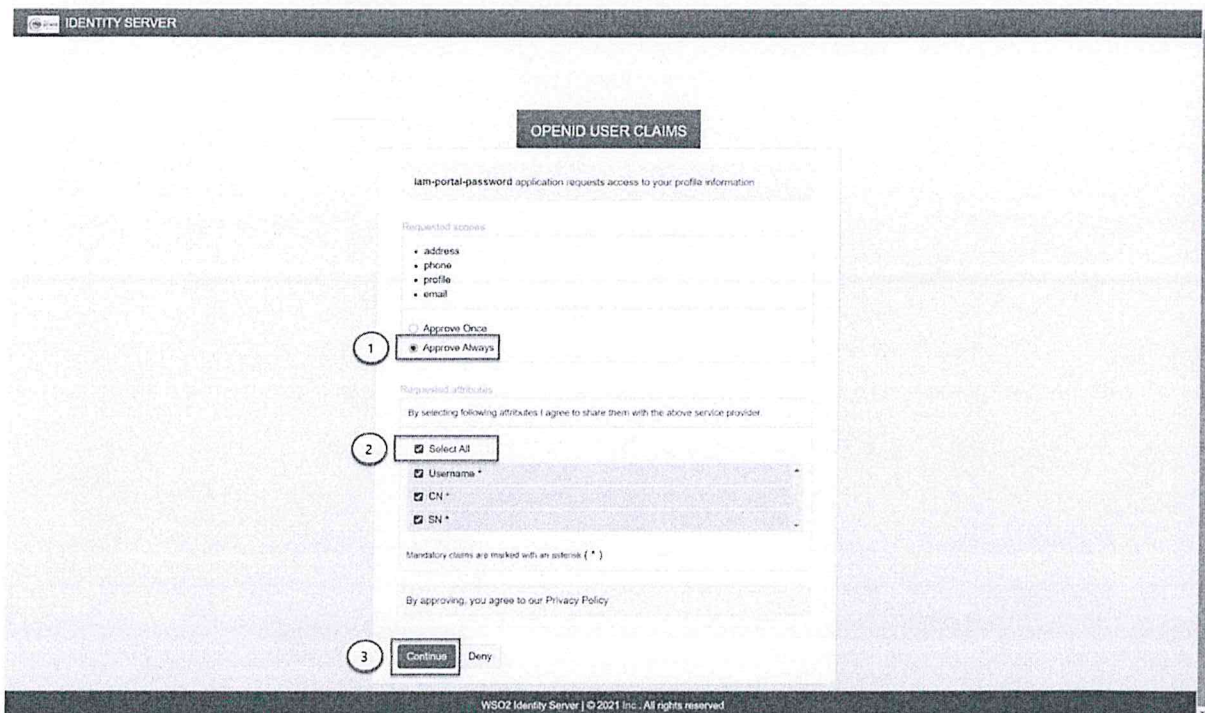 IDENTITY SERVER
OPENID USER CLAIMS
iam-portal-password application requests access to your profile information
Requested scopes
• address
• phone
• profile
• email
Approve Once
1 Approve Always
Requested attributes
By selecting following attributes I agree to share them with the above service provider.
2 Select All
Username *
CN *
SN *
Mandatory claims are marked with an asterisk ( * )
By approving, you agree to our Privacy Policy
3 Continue Deny
WSO2 Identity Server | © 2021 Inc. . All rights reserved